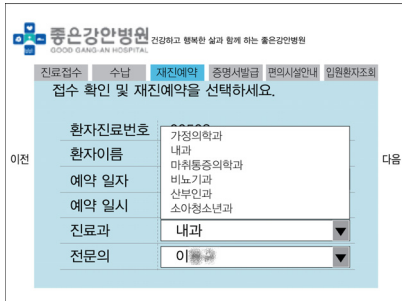 좋은강안병원 건강하고 행복한 삶과 함께 하는 좋은강안병원
GOOD GANG-AN HOSPITAL
진료접수 수납 재진예약 증명서발급 편의시설안내 입원환자조회
접수 확인 및 재진예약을 선택하세요.
환자진료번호
가정의학과
환자이름
내과
마취통증의학과
이전
다음
예약 일자
비뇨기과
산부인과
예약 일시
소아청소년과
진료과 내과
전문의 이